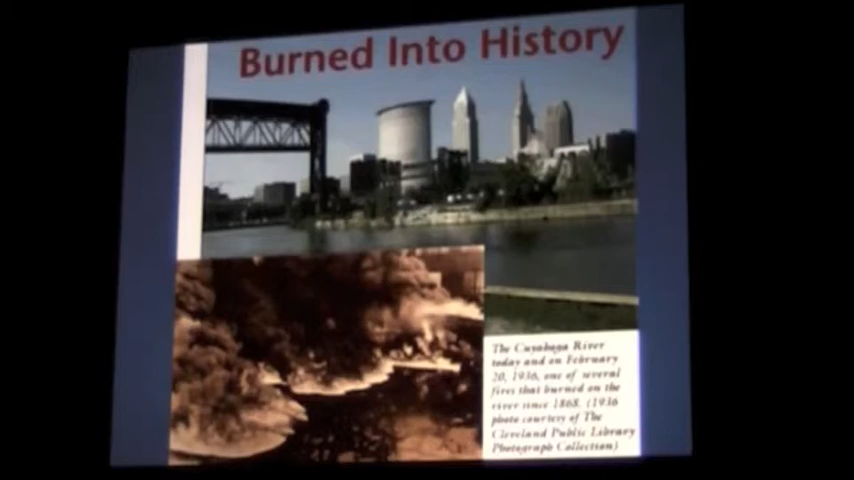 Burned Into History
The Cuyahoga River
today and on February
20, 1936, one of several
fires that burned on the
river since 1868. (1936
photo courtesy of The
Cleveland Public Library
Photograph Collection)